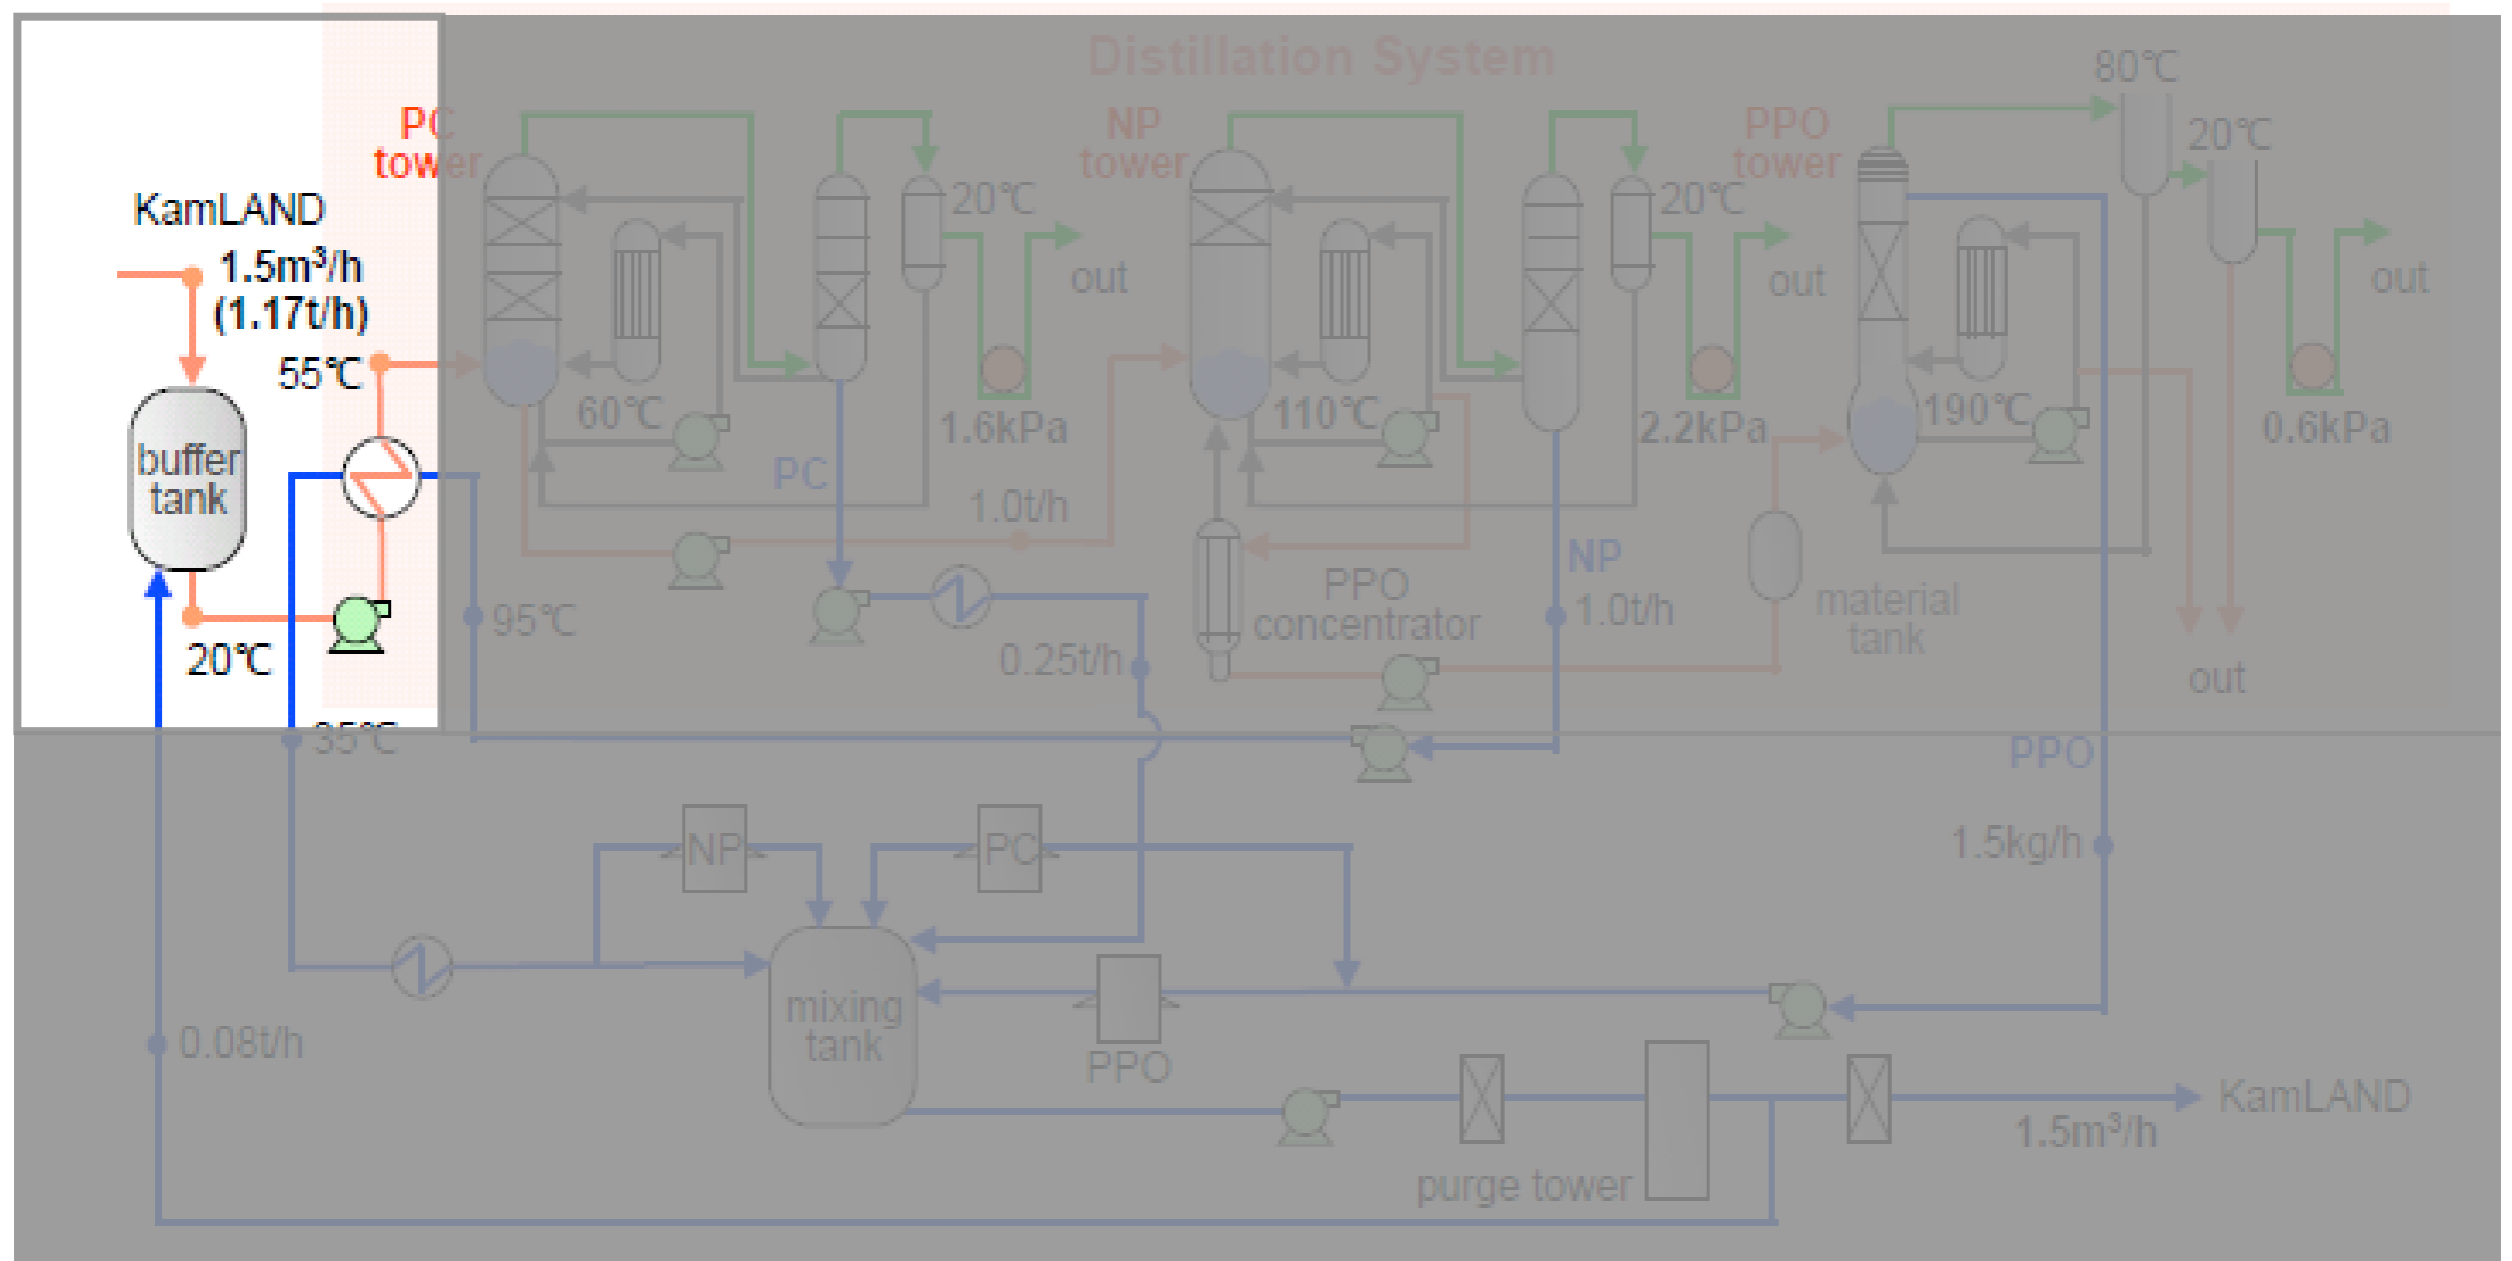 Distillation System
80℃
20℃
PC
tower
NP
tower
PPO
tower
KamLAND
1.5m³/h
(1.17t/h)
20℃
20℃
out
out
out
55℃
60℃
110℃
190℃
1.6kPa
2.2kPa
0.6kPa
buffer
tank
PC
1.0t/h
NP
1.0t/h
PPO
concentrator
material
tank
95℃
20℃
0.25t/h
out
35℃
PPO
NP
PC
1.5kg/h
mixing
tank
0.08t/h
PPO
KamLAND
1.5m³/h
purge tower